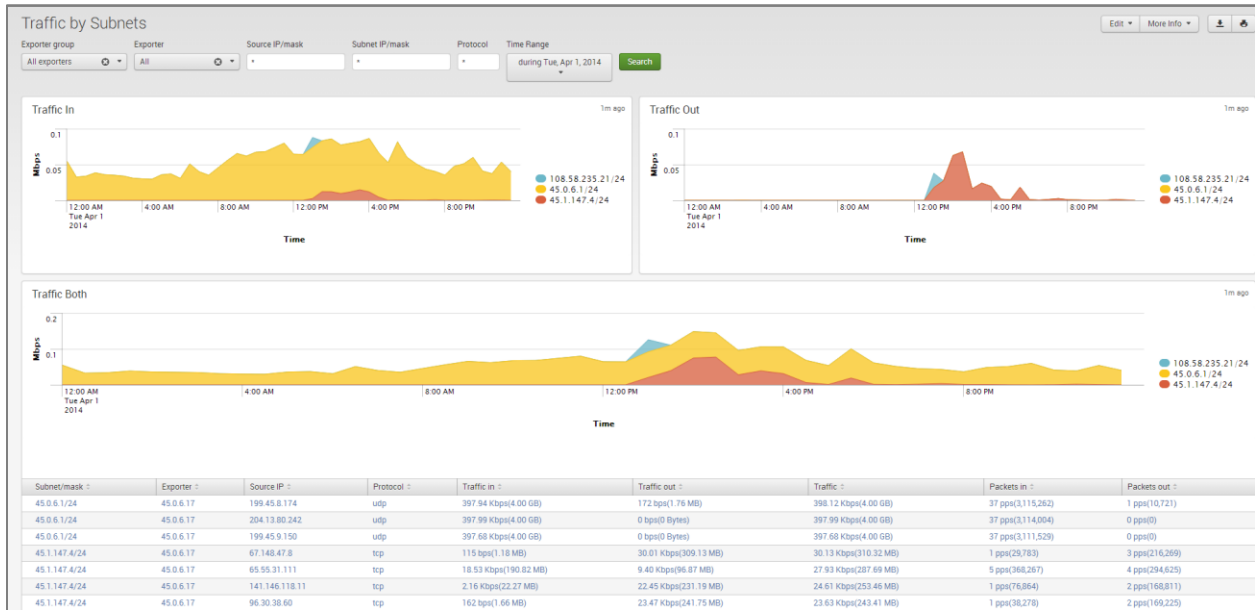 Traffic by Subnets
Edit More Info
Exporter group Exporter Source IP/mask Subnet IP/mask Protocol Time Range
All exporters All * * * during Tue, Apr 1, 2014 Search
Traffic In 1m ago
0.1
0.05
Mbps
108.58.235.21/24
45.0.6.1/24
45.1.147.4/24
12:00 AM 4:00 AM 8:00 AM 12:00 PM 4:00 PM 8:00 PM
Tue Apr 1
2014
Time
Traffic Out 1m ago
0.1
0.05
Mbps
108.58.235.21/24
45.0.6.1/24
45.1.147.4/24
12:00 AM 4:00 AM 8:00 AM 12:00 PM 4:00 PM 8:00 PM
Tue Apr 1
2014
Time
Traffic Both 1m ago
0.2
0.1
Mbps
108.58.235.21/24
45.0.6.1/24
45.1.147.4/24
12:00 AM 4:00 AM 8:00 AM 12:00 PM 4:00 PM 8:00 PM
Tue Apr 1
2014
Time
Subnet/mask Exporter Source IP Protocol Traffic in Traffic out Traffic Packets in Packets out
45.0.6.1/24 45.0.6.17 199.45.8.174 udp 397.94 Kbps(4.00 GB) 172 bps(1.76 MB) 398.12 Kbps(4.00 GB) 37 pps(3,115,262) 1 pps(10,721)
45.0.6.1/24 45.0.6.17 204.13.80.242 udp 397.99 Kbps(4.00 GB) 0 bps(0 Bytes) 397.99 Kbps(4.00 GB) 37 pps(3,114,004) 0 pps(0)
45.0.6.1/24 45.0.6.17 199.45.9.150 udp 397.68 Kbps(4.00 GB) 0 bps(0 Bytes) 397.68 Kbps(4.00 GB) 37 pps(3,111,529) 0 pps(0)
45.1.147.4/24 45.0.6.17 67.148.47.8 tcp 115 bps(1.18 MB) 30.01 Kbps(309.13 MB) 30.13 Kbps(310.32 MB) 1 pps(29,783) 3 pps(216,269)
45.1.147.4/24 45.0.6.17 65.55.31.111 tcp 18.53 Kbps(190.82 MB) 9.40 Kbps(96.87 MB) 27.93 Kbps(287.69 MB) 5 pps(368,267) 4 pps(294,625)
45.1.147.4/24 45.0.6.17 141.146.118.11 tcp 2.16 Kbps(22.27 MB) 22.45 Kbps(231.19 MB) 24.61 Kbps(253.46 MB) 1 pps(76,864) 2 pps(168,811)
45.1.147.4/24 45.0.6.17 96.30.38.60 tcp 162 bps(1.66 MB) 23.47 Kbps(241.75 MB) 23.63 Kbps(243.41 MB) 1 pps(38,278) 2 pps(169,225)